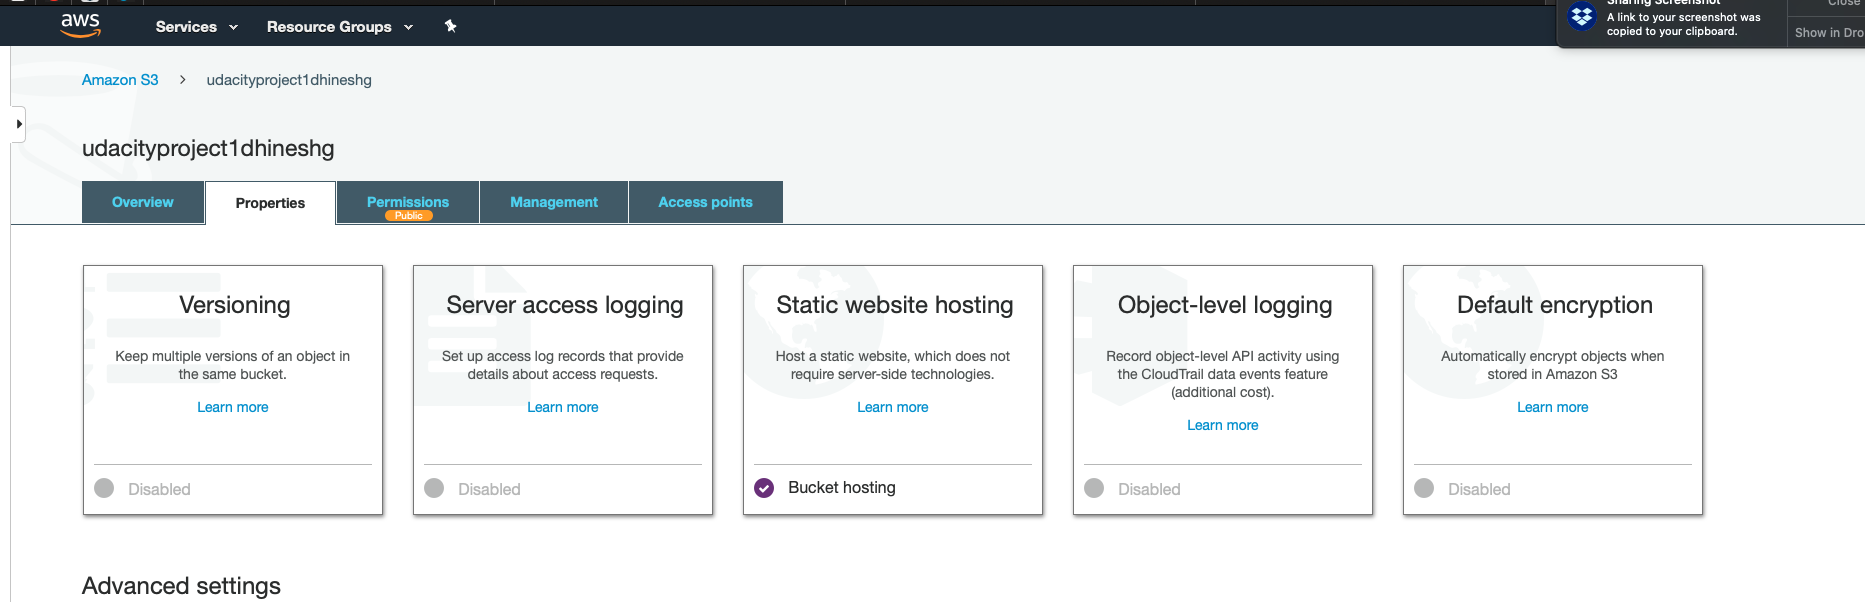 Sharing Screenshot
Close
A link to your screenshot was
copied to your clipboard.
Show in Dro
aws
Services
Resource Groups
Amazon S3
udacityproject1dhineshg
udacityproject1dhineshg
Overview
Properties
Permissions
Public
Management
Access points
Versioning
Keep multiple versions of an object in
the same bucket.
Learn more
Disabled
Server access logging
Set up access log records that provide
details about access requests.
Learn more
Disabled
Static website hosting
Host a static website, which does not
require server-side technologies.
Learn more
Bucket hosting
Object-level logging
Record object-level API activity using
the CloudTrail data events feature
(additional cost).
Learn more
Disabled
Default encryption
Automatically encrypt objects when
stored in Amazon S3
Learn more
Disabled
Advanced settings